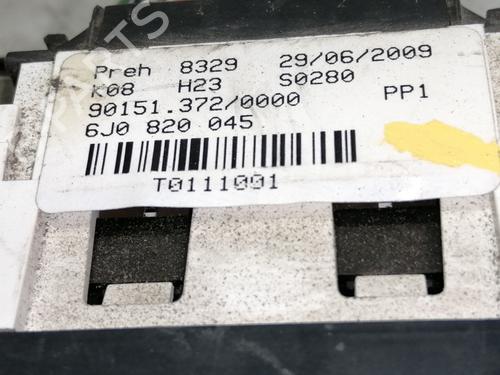 Preh 8329 29/06/2009
K08 H23 S0280
90151.372/0000 PP1
6J0 820 045
T0111091